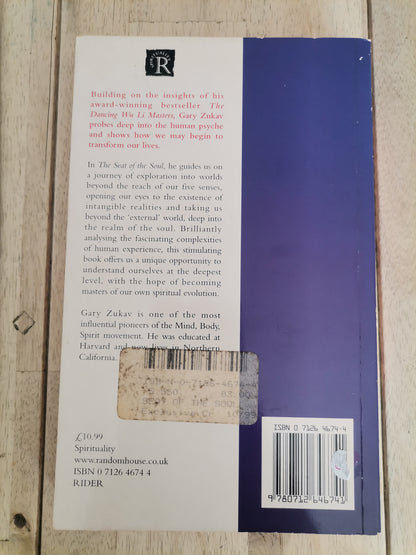 SPIRITUALITY
R
Building on the insights of his
award-winning bestseller The
Dancing Wu Li Masters, Gary Zukav
probes deep into the human psyche
and shows how we may begin to
transform our lives.
In The Seat of the Soul, he guides us on
a journey of exploration into worlds
beyond the reach of our five senses,
opening our eyes to the existence of
intangible realities and taking us
beyond the ‘external’ world, deep into
the realm of the soul. Brilliantly
analysing the fascinating complexities
of human experience, this stimulating
book offers us a unique opportunity to
understand ourselves at the deepest
level, with the hope of becoming
masters of our own spiritual evolution.
Gary Zukav is one of the most
influential pioneers of the Mind, Body,
Spirit movement. He was educated at
Harvard and now lives in Northern
California.
£10.99
Spirituality
www.randomhouse.co.uk
ISBN 0 7126 4674 4
RIDER
ISBN 0 7126 4674-4
9 780712 646741